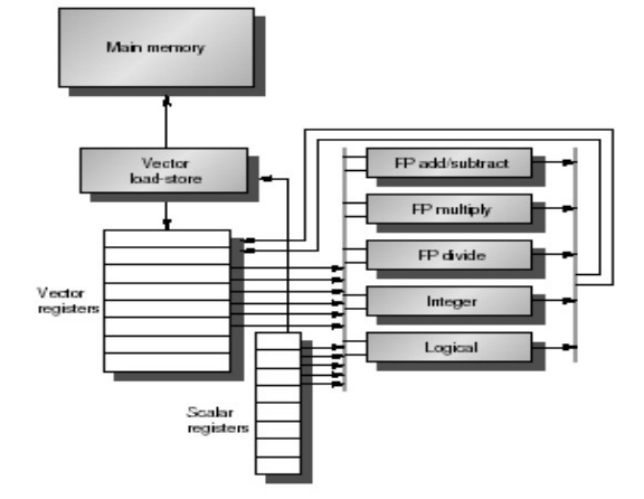 Main memory
Vector
load-store
FP add/subtract
FP multiply
FP divide
Integer
Logical
Vector
registers
Scalar
registers